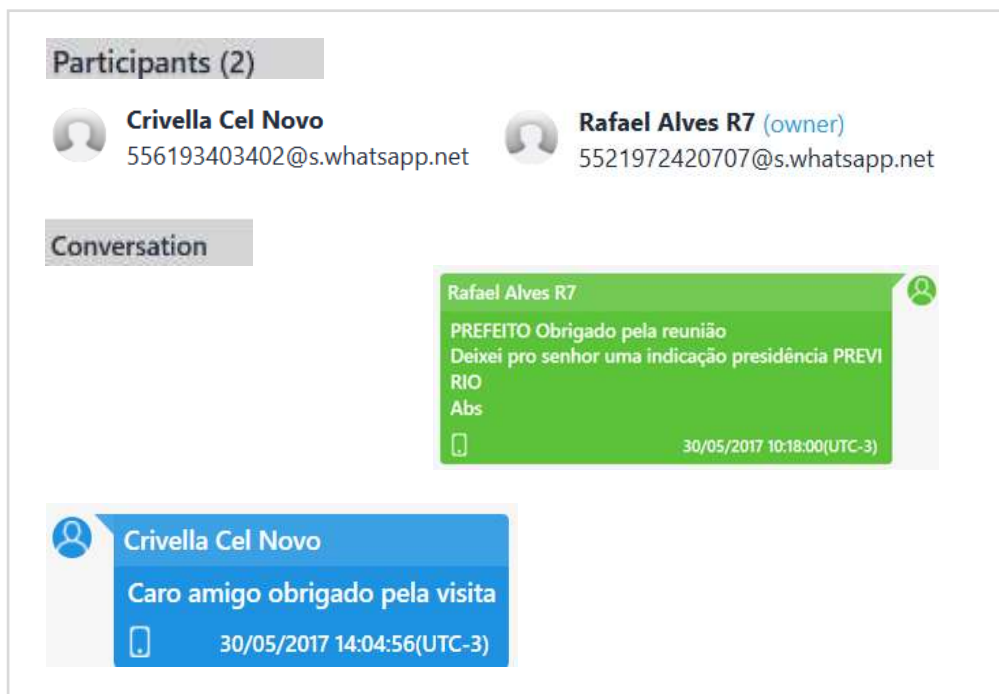 Participants (2)
Crivella Cel Novo
556193403402@s.whatsapp.net
Rafael Alves R7 (owner)
5521972420707@s.whatsapp.net
Conversation
Rafael Alves R7
PREFEITO Obrigado pela reunião
Deixei pro senhor uma indicação presidência PREVI
RIO
Abs
30/05/2017 10:18:00(UTC-3)
Crivella Cel Novo
Caro amigo obrigado pela visita
30/05/2017 14:04:56(UTC-3)